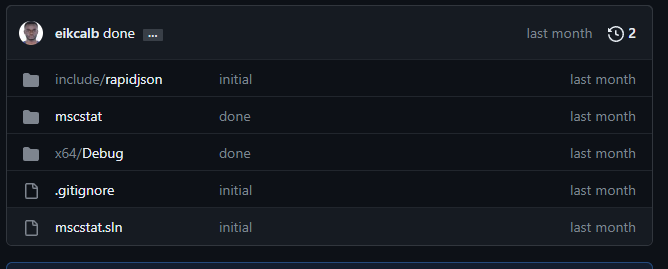 eikcalb done ... last month 2
include/rapidjson initial last month
mscstat done last month
x64/Debug done last month
.gitignore initial last month
mscstat.sln initial last month